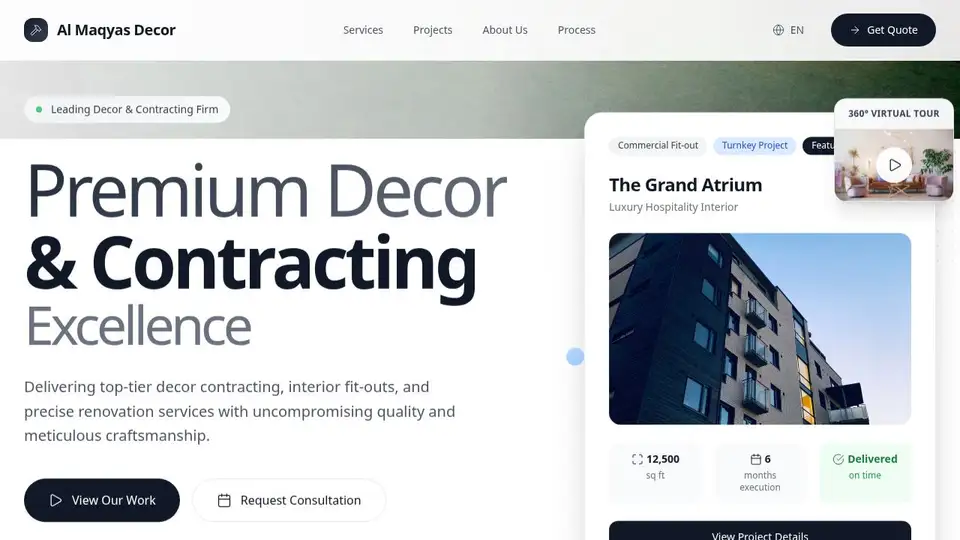 Al Maqyas Decor
Services
Projects
About Us
Process
EN
Get Quote
Leading Decor & Contracting Firm
Premium Decor
& Contracting
Excellence
Delivering top-tier decor contracting, interior fit-outs, and
precise renovation services with uncompromising quality and
meticulous craftsmanship.
View Our Work
Request Consultation
360° VIRTUAL TOUR
Commercial Fit-out
Turnkey Project
The Grand Atrium
Luxury Hospitality Interior
12,500
sq ft
6
months
execution
Delivered
on time
View Project Details